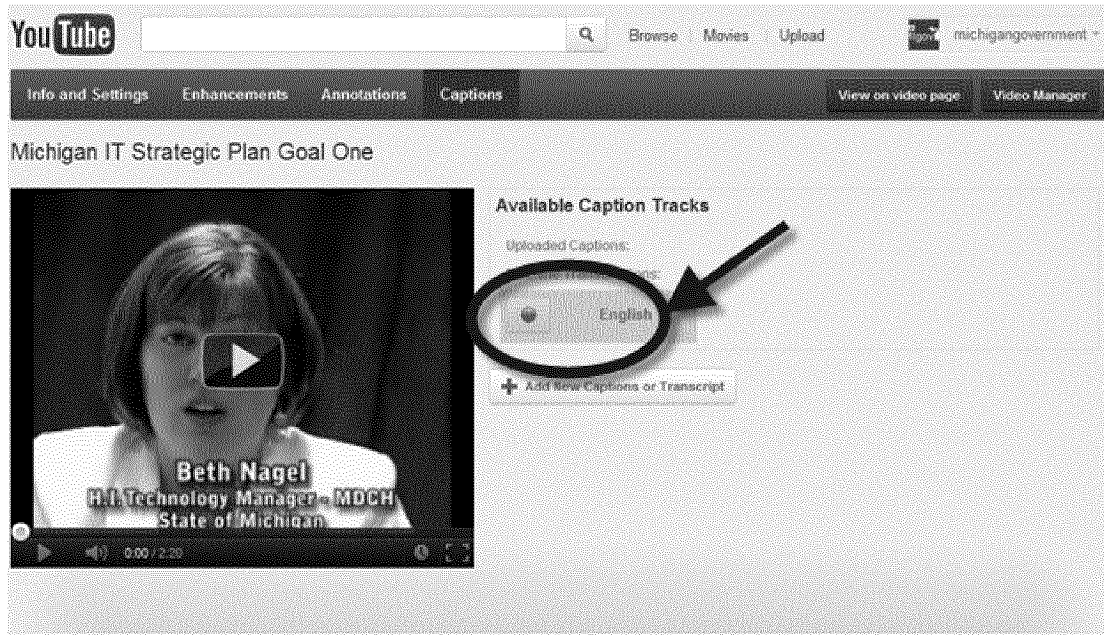 YouTube Browse Movies Upload michigangovernment
Info and Settings Enhancements Annotations Captions View on video page Video Manager
Michigan IT Strategic Plan Goal One
Available Caption Tracks
Uploaded Captions:
English
+ Add New Captions or Transcript
Beth Nagel
H.I. Technology Manager - MDCH
State of Michigan
0:00 / 2:20